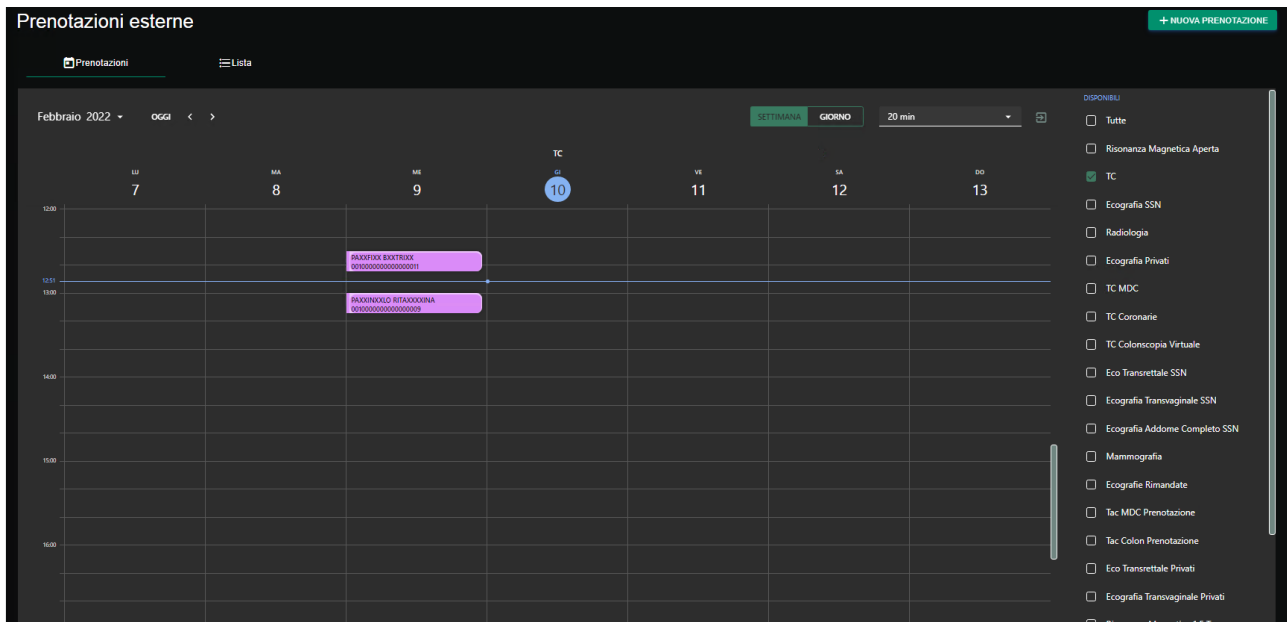 Prenotazioni esterne
+ NUOVA PRENOTAZIONE
Prenotazioni
Lista
Febbraio 2022
OGGI
SETTIMANA
GIORNO
20 min
TC
LU
MA
ME
GI
VE
SA
DO
7
8
9
10
11
12
13
12:00
PAXXFIXX BXXTRIXX
0010000000000000011
12:51
13:00
PAXXINXXLO RITAXXXXINA
0010000000000000009
14:00
15:00
16:00
DISPONIBILI
Tutte
Risonanza Magnetica Aperta
TC
Ecografia SSN
Radiologia
Ecografia Privati
TC MDC
TC Coronarie
TC Colonscopia Virtuale
Eco Transrettale SSN
Ecografia Transvaginale SSN
Ecografia Addome Completo SSN
Mammografia
Ecografie Rimandate
Tac MDC Prenotazione
Tac Colon Prenotazione
Eco Transrettale Privati
Ecografia Transvaginale Privati